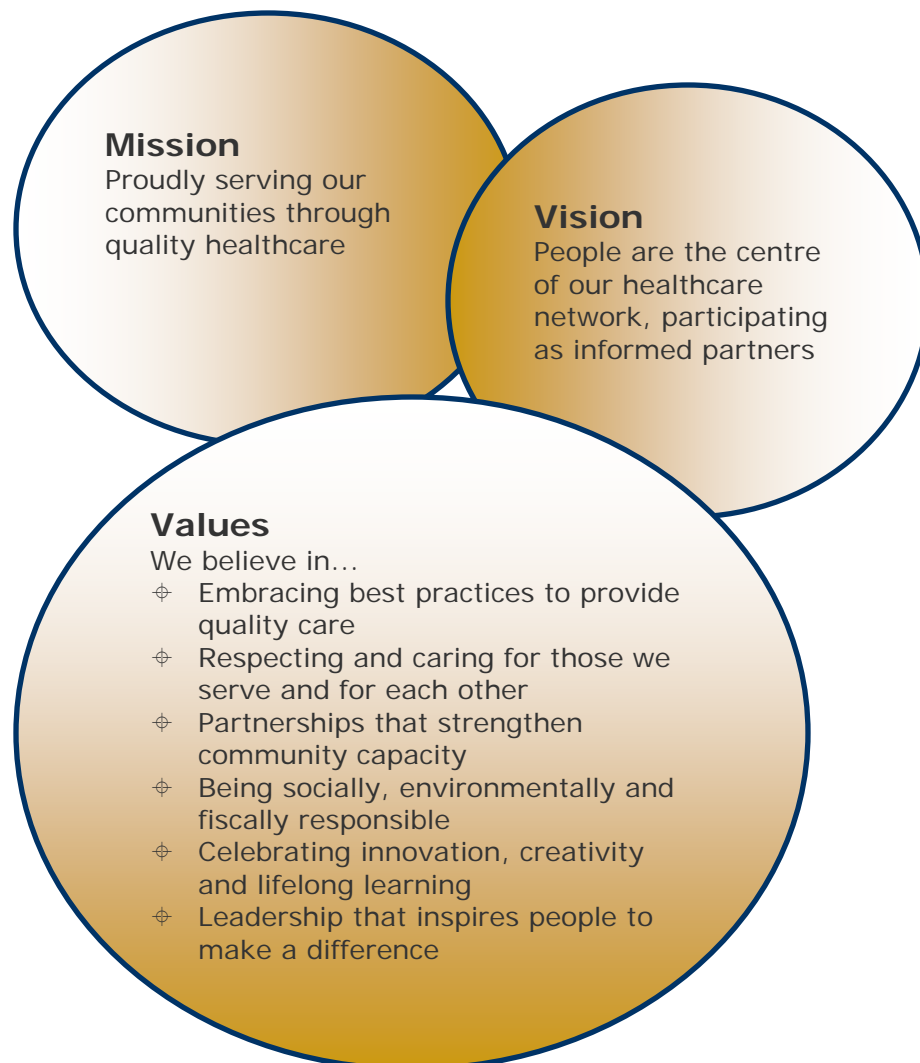 Mission
Proudly serving our
communities through
quality healthcare
Vision
People are the centre
of our healthcare
network, participating
as informed partners
Values
We believe in...
Embracing best practices to provide
quality care
Respecting and caring for those we
serve and for each other
Partnerships that strengthen
community capacity
Being socially, environmentally and
fiscally responsible
Celebrating innovation, creativity
and lifelong learning
Leadership that inspires people to
make a difference